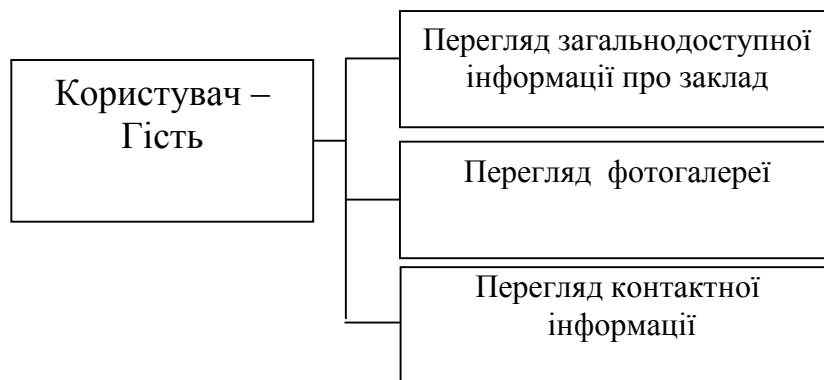 Користувач –
Гість
Перегляд загальнодоступної
інформації про заклад
Перегляд фотогалереї
Перегляд контактної
інформації